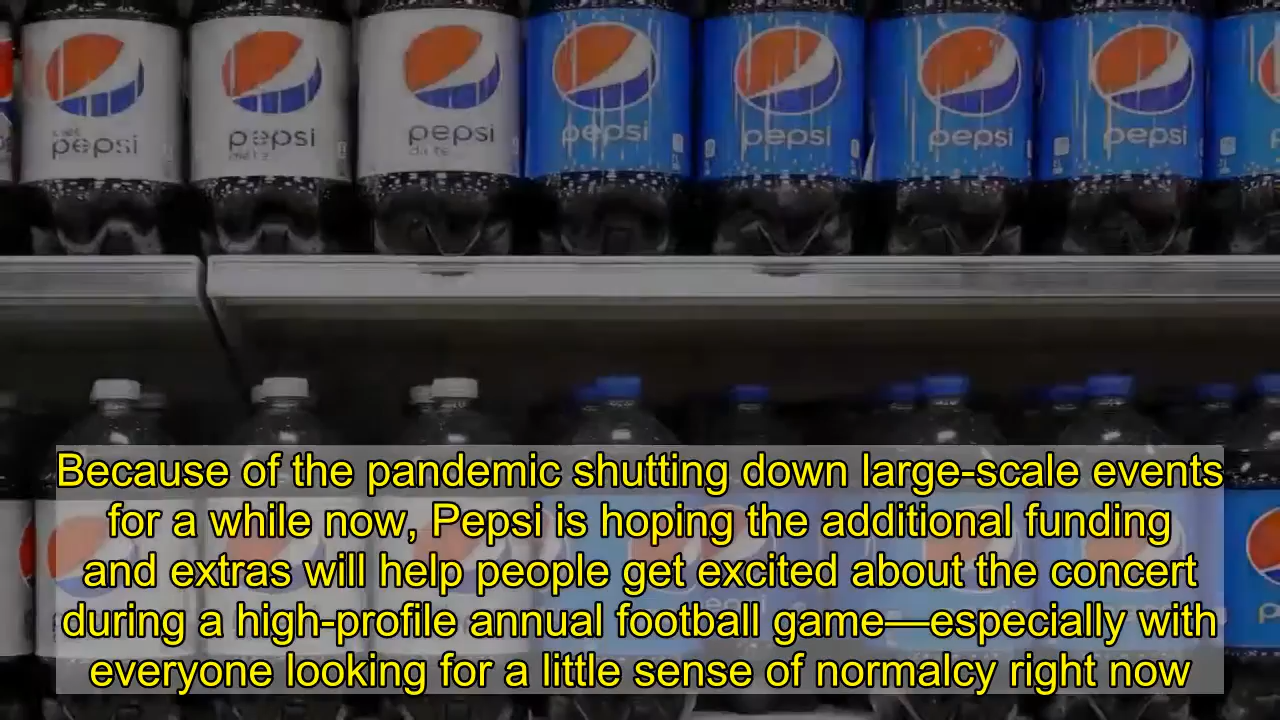 pepsi
pepsi
pepsi
pepsi
pepsi
pepsi
pepsi
Because of the pandemic shutting down large-scale events
for a while now, Pepsi is hoping the additional funding
and extras will help people get excited about the concert
during a high-profile annual football game—especially with
everyone looking for a little sense of normalcy right now